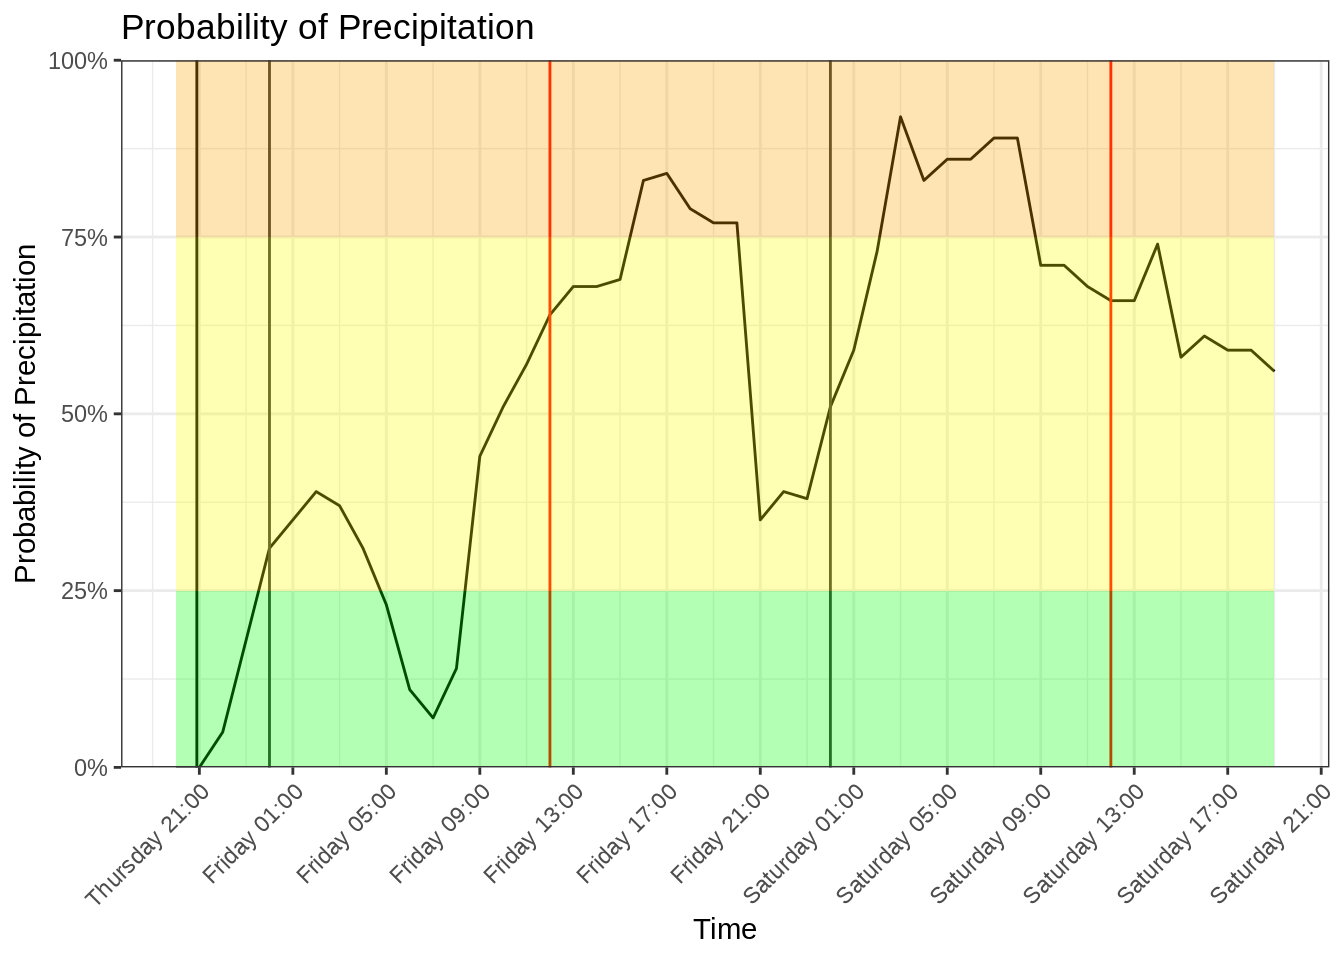 Probability of Precipitation
Probability of Precipitation
100%
75%
50%
25%
0%
Thursday 21:00
Friday 01:00
Friday 05:00
Friday 09:00
Friday 13:00
Friday 17:00
Friday 21:00
Saturday 01:00
Saturday 05:00
Saturday 09:00
Saturday 13:00
Saturday 17:00
Saturday 21:00
Time